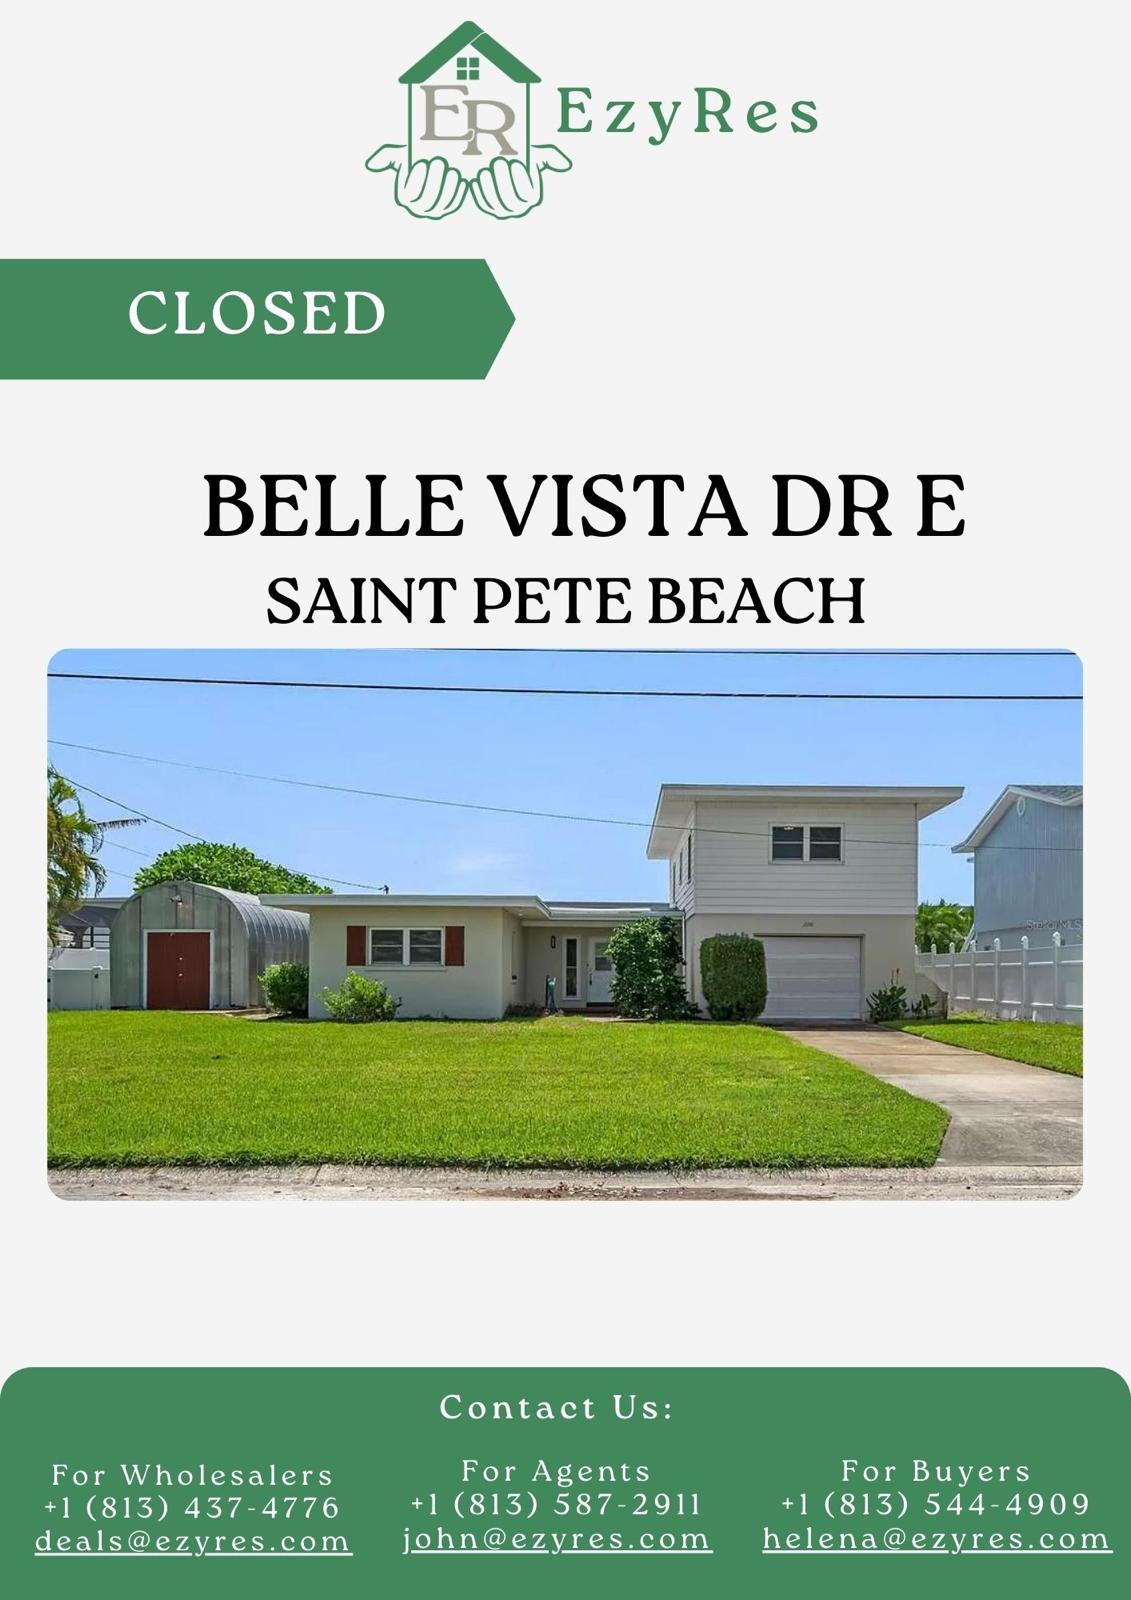 ER
EzyRes
CLOSED
BELLE VISTA DR E
SAINT PETE BEACH
Contact Us:
For Wholesalers
+1 (813) 437-4776
deals@ezyres.com
For Agents
+1 (813) 587-2911
john@ezyres.com
For Buyers
+1 (813) 544-4909
helena@ezyres.com